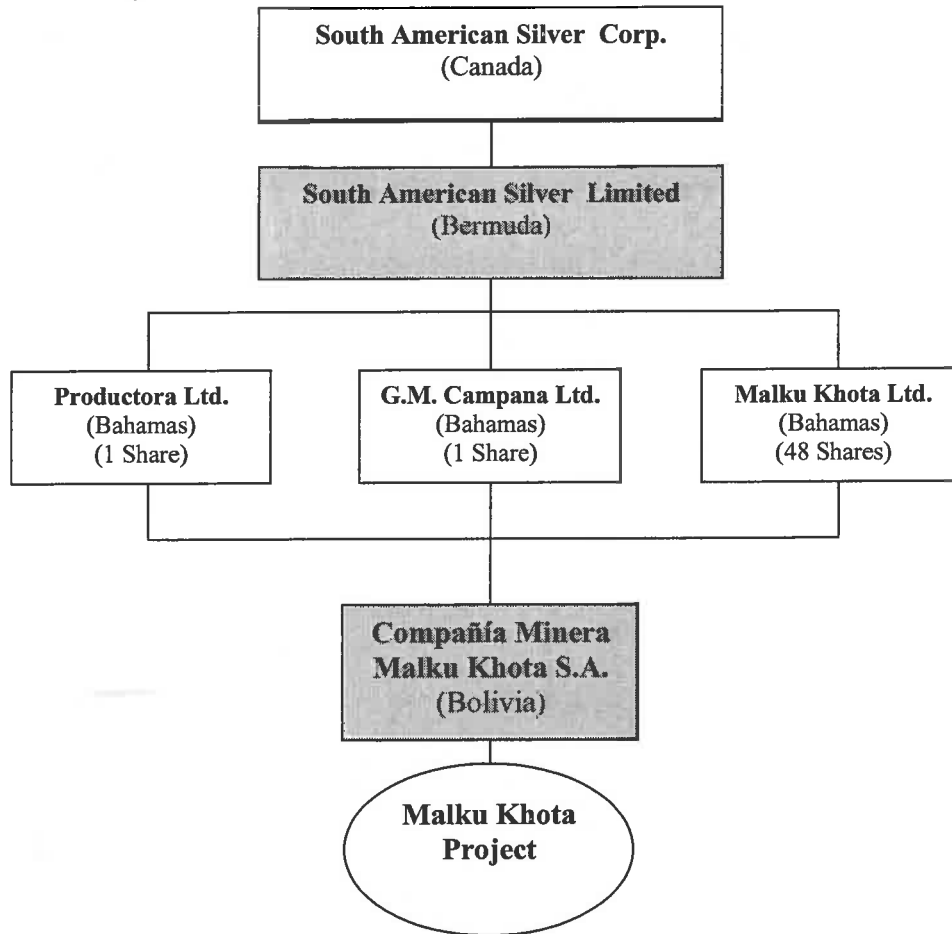 South American Silver Corp.
(Canada)
South American Silver Limited
(Bermuda)
Productora Ltd.
(Bahamas)
(1 Share)
G.M. Campana Ltd.
(Bahamas)
(1 Share)
Malku Khota Ltd.
(Bahamas)
(48 Shares)
Compañía Minera
Malku Khota S.A.
(Bolivia)
Malku Khota
Project